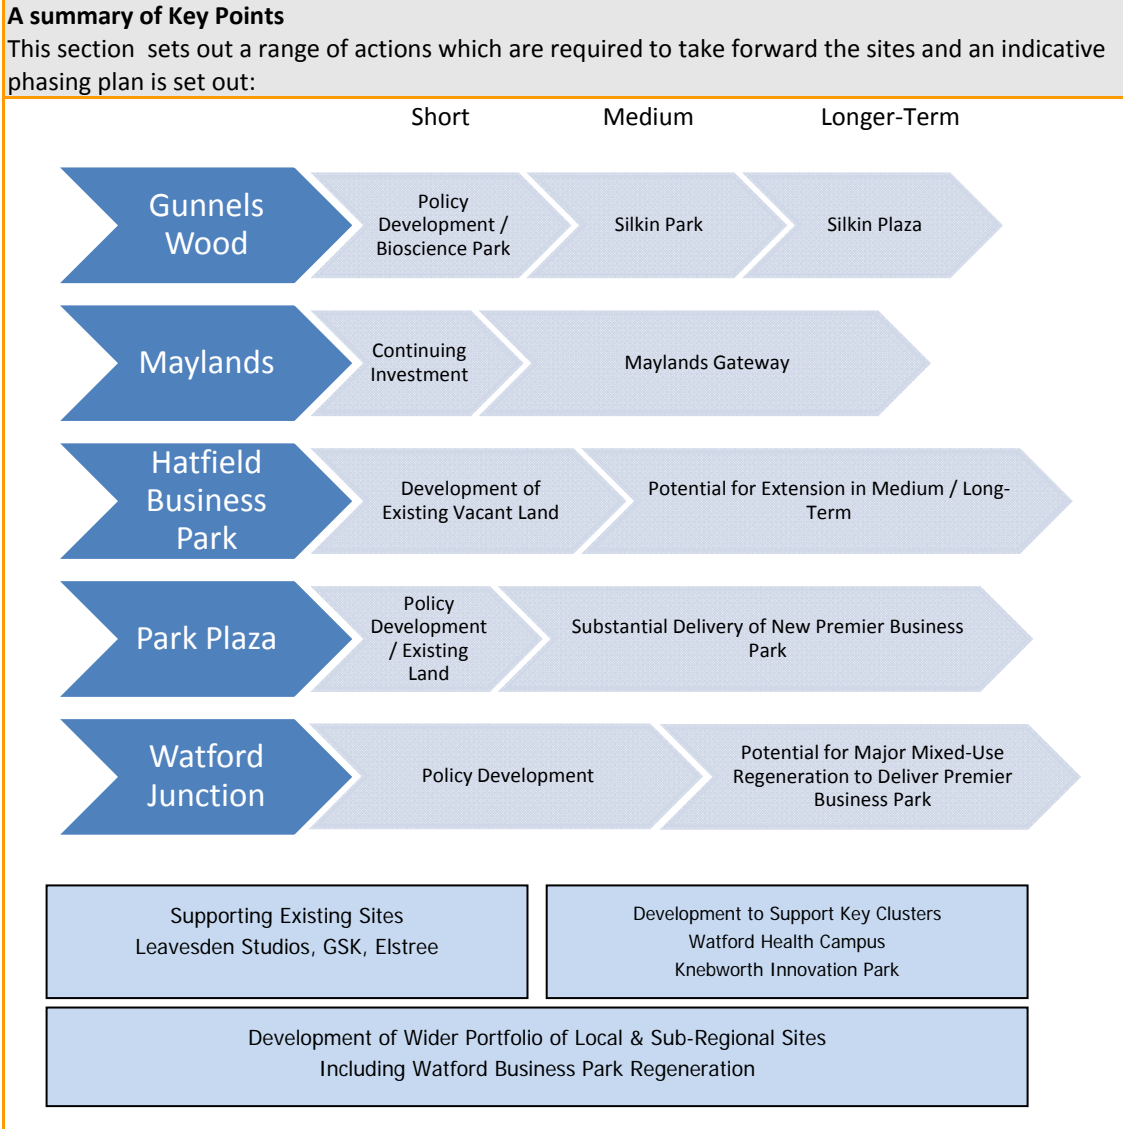 A summary of Key Points
This section sets out a range of actions which are required to take forward the sites and an indicative
phasing plan is set out:
Short
Medium
Longer-Term
Gunnels
Wood
Policy
Development /
Bioscience Park
Silkin Park
Silkin Plaza
Maylands
Continuing
Investment
Maylands Gateway
Hatfield
Business
Park
Development of
Existing Vacant Land
Potential for Extension in Medium / Long-
Term
Park Plaza
Policy
Development
/ Existing
Land
Substantial Delivery of New Premier Business
Park
Watford
Junction
Policy Development
Potential for Major Mixed-Use
Regeneration to Deliver Premier
Business Park
Supporting Existing Sites
Leavesden Studios, GSK, Elstree
Development to Support Key Clusters
Watford Health Campus
Knebworth Innovation Park
Development of Wider Portfolio of Local & Sub-Regional Sites
Including Watford Business Park Regeneration